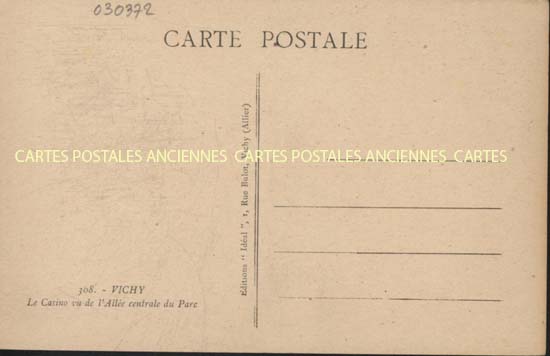 030372
CARTE POSTALE
CARTES POSTALES ANCIENNES CARTES POSTALES ANCIENNES CARTES
Editions " Idéal ", 1, Rue Bulot, Vichy (Allier)
308. - VICHY
Le Casino vu de l'Allée centrale du Parc